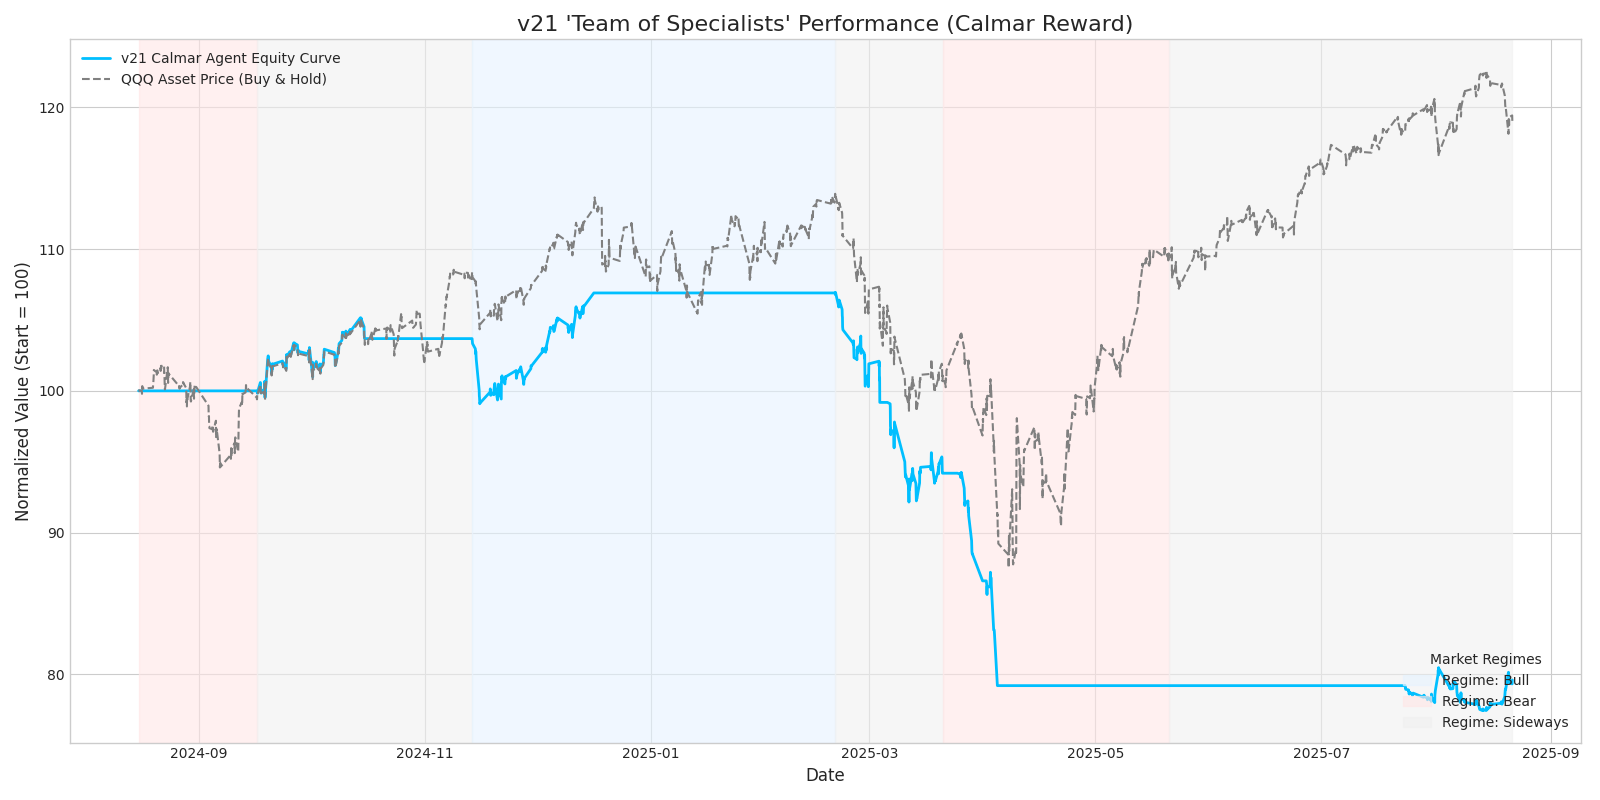 v21 'Team of Specialists' Performance (Calmar Reward)
v21 Calmar Agent Equity Curve
QQQ Asset Price (Buy & Hold)
Normalized Value (Start = 100)
120
110
100
90
80
Market Regimes
Regime: Bull
Regime: Bear
Regime: Sideways
2024-09
2024-11
2025-01
2025-03
2025-05
2025-07
2025-09
Date